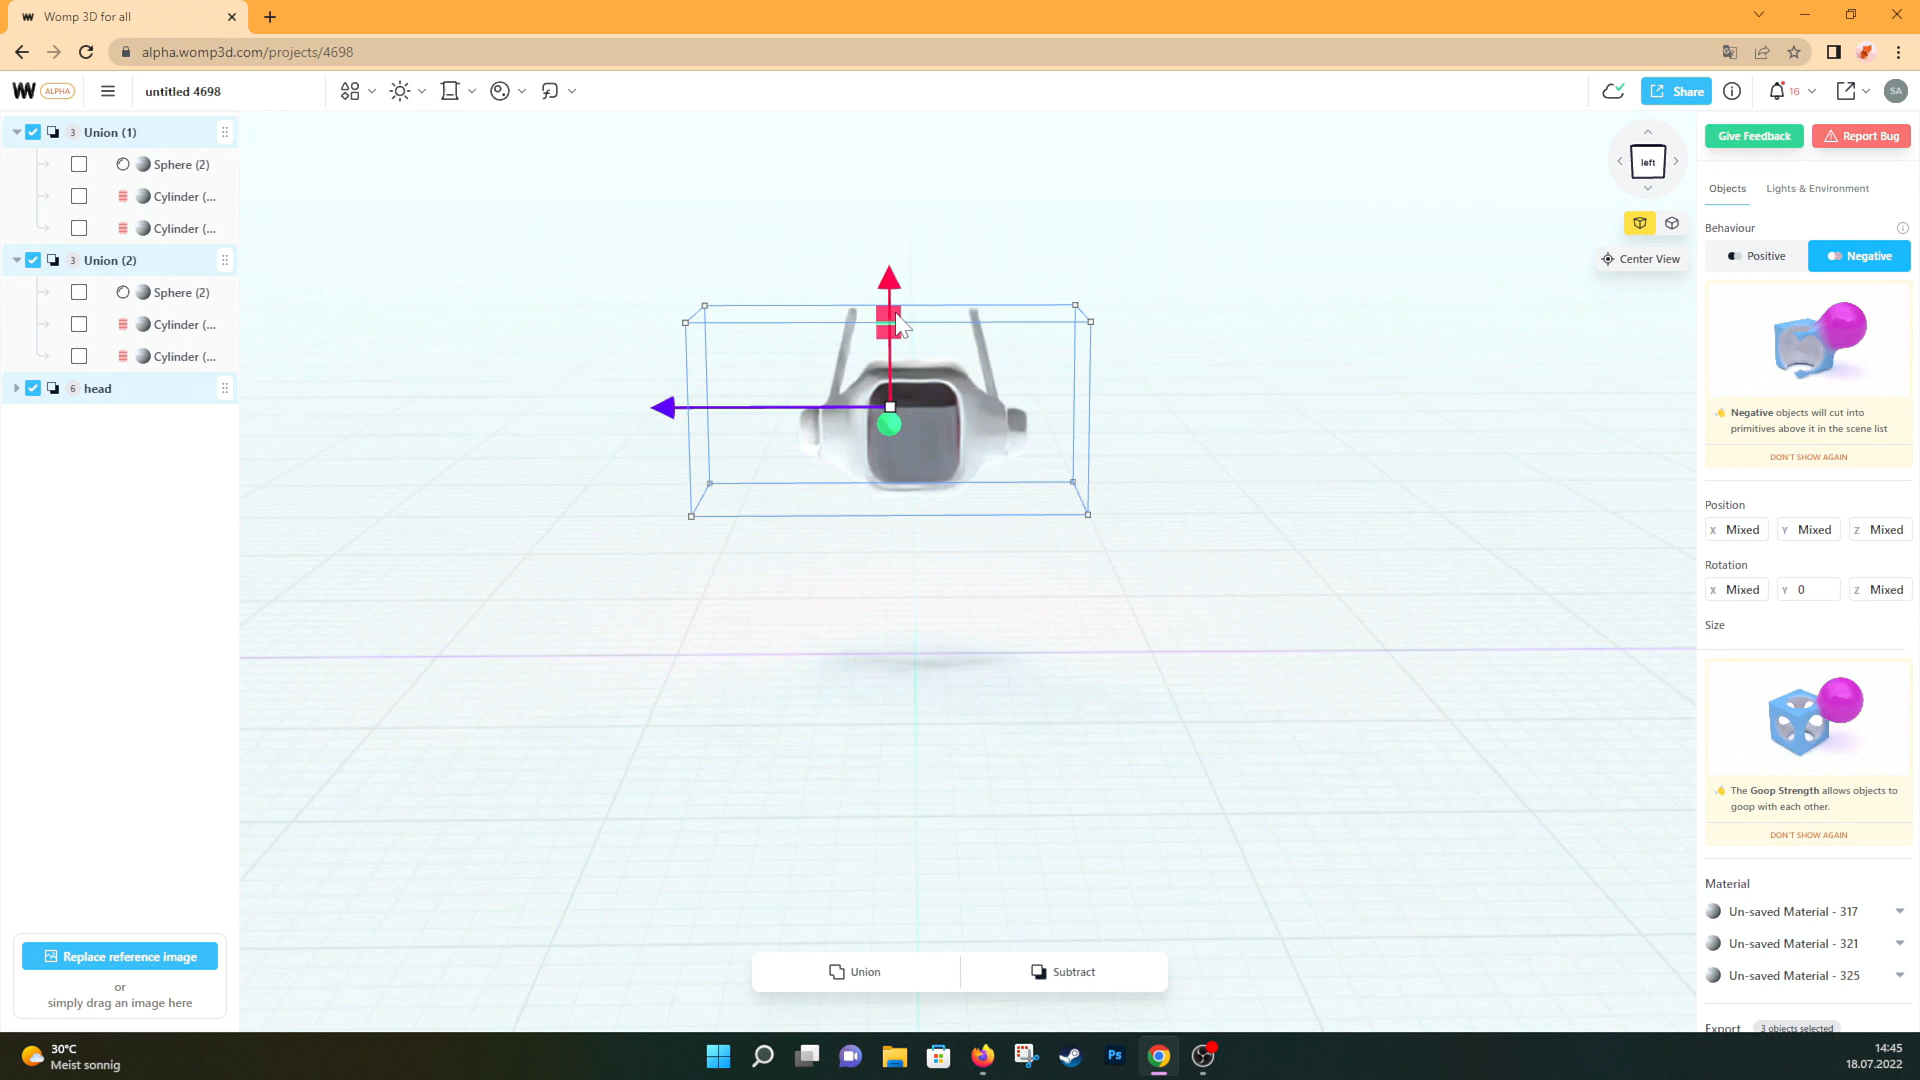 Womp 3D for all
alpha.womp3d.com/projects/4698
ALPHA
untitled 4698
Share
16
SA
3 Union (1)
Sphere (2)
Cylinder (...
Cylinder (...
3 Union (2)
Sphere (2)
Cylinder (...
Cylinder (...
6 head
Replace reference image
or
simply drag an image here
left
Center View
Union
Subtract
Give Feedback
Report Bug
Objects
Lights & Environment
Behaviour
Positive
Negative
Negative objects will cut into
primitives above it in the scene list
DON'T SHOW AGAIN
Position
X Mixed Y Mixed Z Mixed
Rotation
X Mixed Y 0 Z Mixed
Size
The Goop Strength allows objects to
goop with each other.
DON'T SHOW AGAIN
Material
Un-saved Material - 317
Un-saved Material - 321
Un-saved Material - 325
Export 3 objects selected
30°C
Meist sonnig
Ps
14:45
18.07.2022